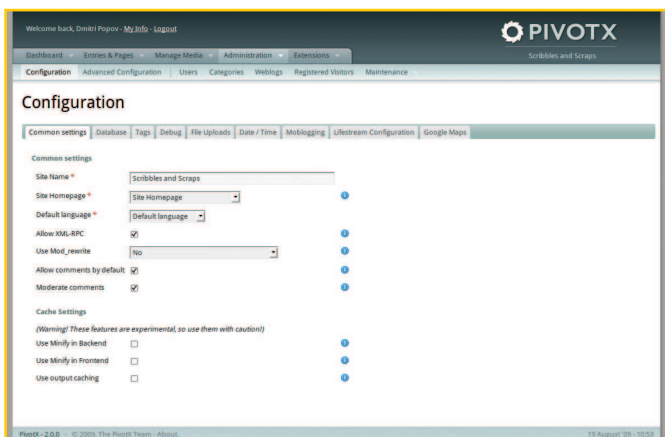 Welcome back, Dmitri Popov - My Info - Logout
PIVOTX
Dashboard Entries & Pages Manage Media Administration Extensions
Scribbles and Scraps
Configuration Advanced Configuration | Users Categories Weblogs Registered Visitors Maintenance
Configuration
Common settings Database Tags Debug File Uploads Date / Time Moblogging Lifestream Configuration Google Maps
Common settings
Site Name * Scribbles and Scraps
Site Homepage * Site Homepage
Default language * Default language
Allow XML-RPC
Use Mod_rewrite No
Allow comments by default
Moderate comments
Cache Settings
(Warning! These features are experimental, so use them with caution!)
Use Minify in Backend
Use Minify in Frontend
Use output caching
PivotX - 2.0.0 - © 2009, The PivotX Team - About. 15 August '09 - 10:53